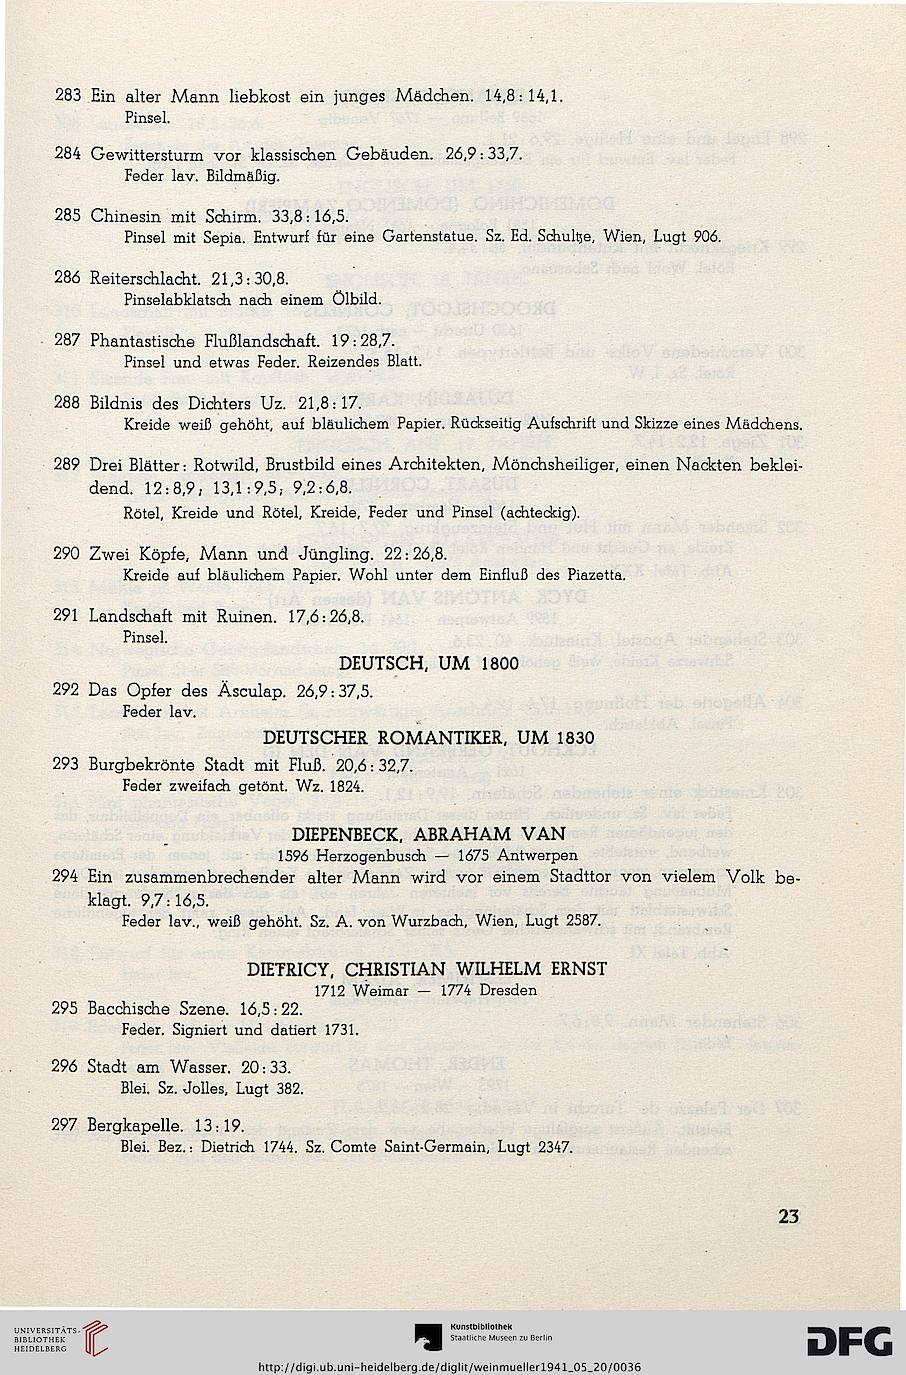 283 Ein alter Mann liebkost ein junges Mädchen. 14,8 : 14,1.
Pinsel.
284 Gewittersturm vor klassischen Gebäuden. 26,9 : 33,7.
Feder lav. Bildmäßig.
285 Chinesin mit Schirm. 33,8 : 16,5.
Pinsel mit Sepia. Entwurf für eine Gartenstatue. Sz. Ed. Schultze, Wien, Lugt 906.
286 Reiterschlacht. 21,3 : 30,8.
Pinselabklatsch nach einem Ölbild.
287 Phantastische Flußlandschaft. 19 : 28,7.
Pinsel und etwas Feder. Reizendes Blatt.
288 Bildnis des Dichters Uz. 21,8 : 17.
Kreide weiß gehöht, auf bläulichem Papier. Rückseitig Aufschrift und Skizze eines Mädchens.
289 Drei Blätter: Rotwild, Brustbild eines Architekten, Mönchsheiliger, einen Nackten beklei-
dend. 12 : 8,9; 13,1 : 9,5; 9,2 : 6,8.
Rötel, Kreide und Rötel, Kreide, Feder und Pinsel (achteckig).
290 Zwei Köpfe, Mann und Jüngling. 22 : 26,8.
Kreide auf bläulichem Papier. Wohl unter dem Einfluß des Piazetta.
291 Landschaft mit Ruinen. 17,6 : 26,8.
Pinsel.
DEUTSCH, UM 1800
292 Das Opfer des Äsculap. 26,9 : 37,5.
Feder lav.
DEUTSCHER ROMANTIKER, UM 1830
293 Burgbekrönte Stadt mit Fluß. 20,6 : 32,7.
Feder zweifach getönt. Wz. 1824.
DIEPENBECK, ABRAHAM VAN
1596 Herzogenbusch — 1675 Antwerpen
294 Ein zusammenbrechender alter Mann wird vor einem Stadttor von vielem Volk be-
klagt. 9,7 : 16,5.
Feder lav., weiß gehöht. Sz. A. von Wurzbach, Wien, Lugt 2587.
DIETRICY, CHRISTIAN WILHELM ERNST
1712 Weimar — 1774 Dresden
295 Bacchische Szene. 16,5 : 22.
Feder. Signiert und datiert 1731.
296 Stadt am Wasser. 20 : 33.
Blei. Sz. Jolles, Lugt 382.
297 Bergkapelle. 13 : 19.
Blei. Bez.: Dietrich 1744. Sz. Comte Saint-Germain, Lugt 2347.
23
UNIVERSITÄTS-
BIBLIOTHEK
HEIDELBERG
Kunstbibliothek
Staatliche Museen zu Berlin
DFG
http://digi.ub.uni-heidelberg.de/diglit/weinmueller1941_05_20/0036